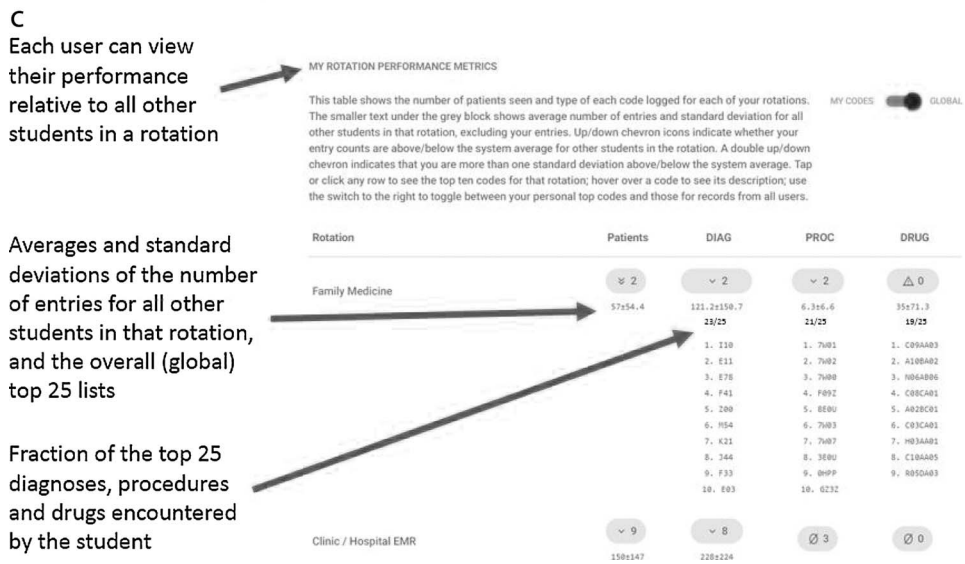 C
Each user can view
their performance
relative to all other
students in a rotation
Averages and standard
deviations of the number
of entries for all other
students in that rotation,
and the overall (global)
top 25 lists
Fraction of the top 25
diagnoses, procedures
and drugs encountered
by the student
MY ROTATION PERFORMANCE METRICS
This table shows the number of patients seen and type of each code logged for each of your rotations.
The smaller text under the grey block shows average number of entries and standard deviation for all
other students in that rotation, excluding your entries. Up/down chevron icons indicate whether your
entry counts are above/below the system average for other students in the rotation. A double up/down
chevron indicates that you are more than one standard deviation above/below the system average. Tap
or click any row to see the top ten codes for that rotation; hover over a code to see its description; use
the switch to the right to toggle between your personal top codes and those for records from all users.
MY CODES GLOBAL
Rotation Patients DIAG PROC DRUG
Family Medicine 2 2 2 0
57±54.4 121.2±150.7 6.3±6.6 35±71.3
23/25 21/25 19/25
1. I10 1. 7W01 1. C09AA03
2. E11 2. 7W02 2. A10BA02
3. E78 3. 7W00 3. N06AB06
4. F41 4. F09Z 4. C08CA01
5. Z00 5. 8E0U 5. A02BC01
6. M54 6. 7W03 6. C03CA01
7. K21 7. 7W07 7. H03AA01
8. J44 8. 3E0U 8. C10AA05
9. F33 9. 0HPP 9. R05DA03
10. E03 10. GZ3Z
Clinic / Hospital EMR 9 8 Ø 3 Ø 0
150±147 228±224